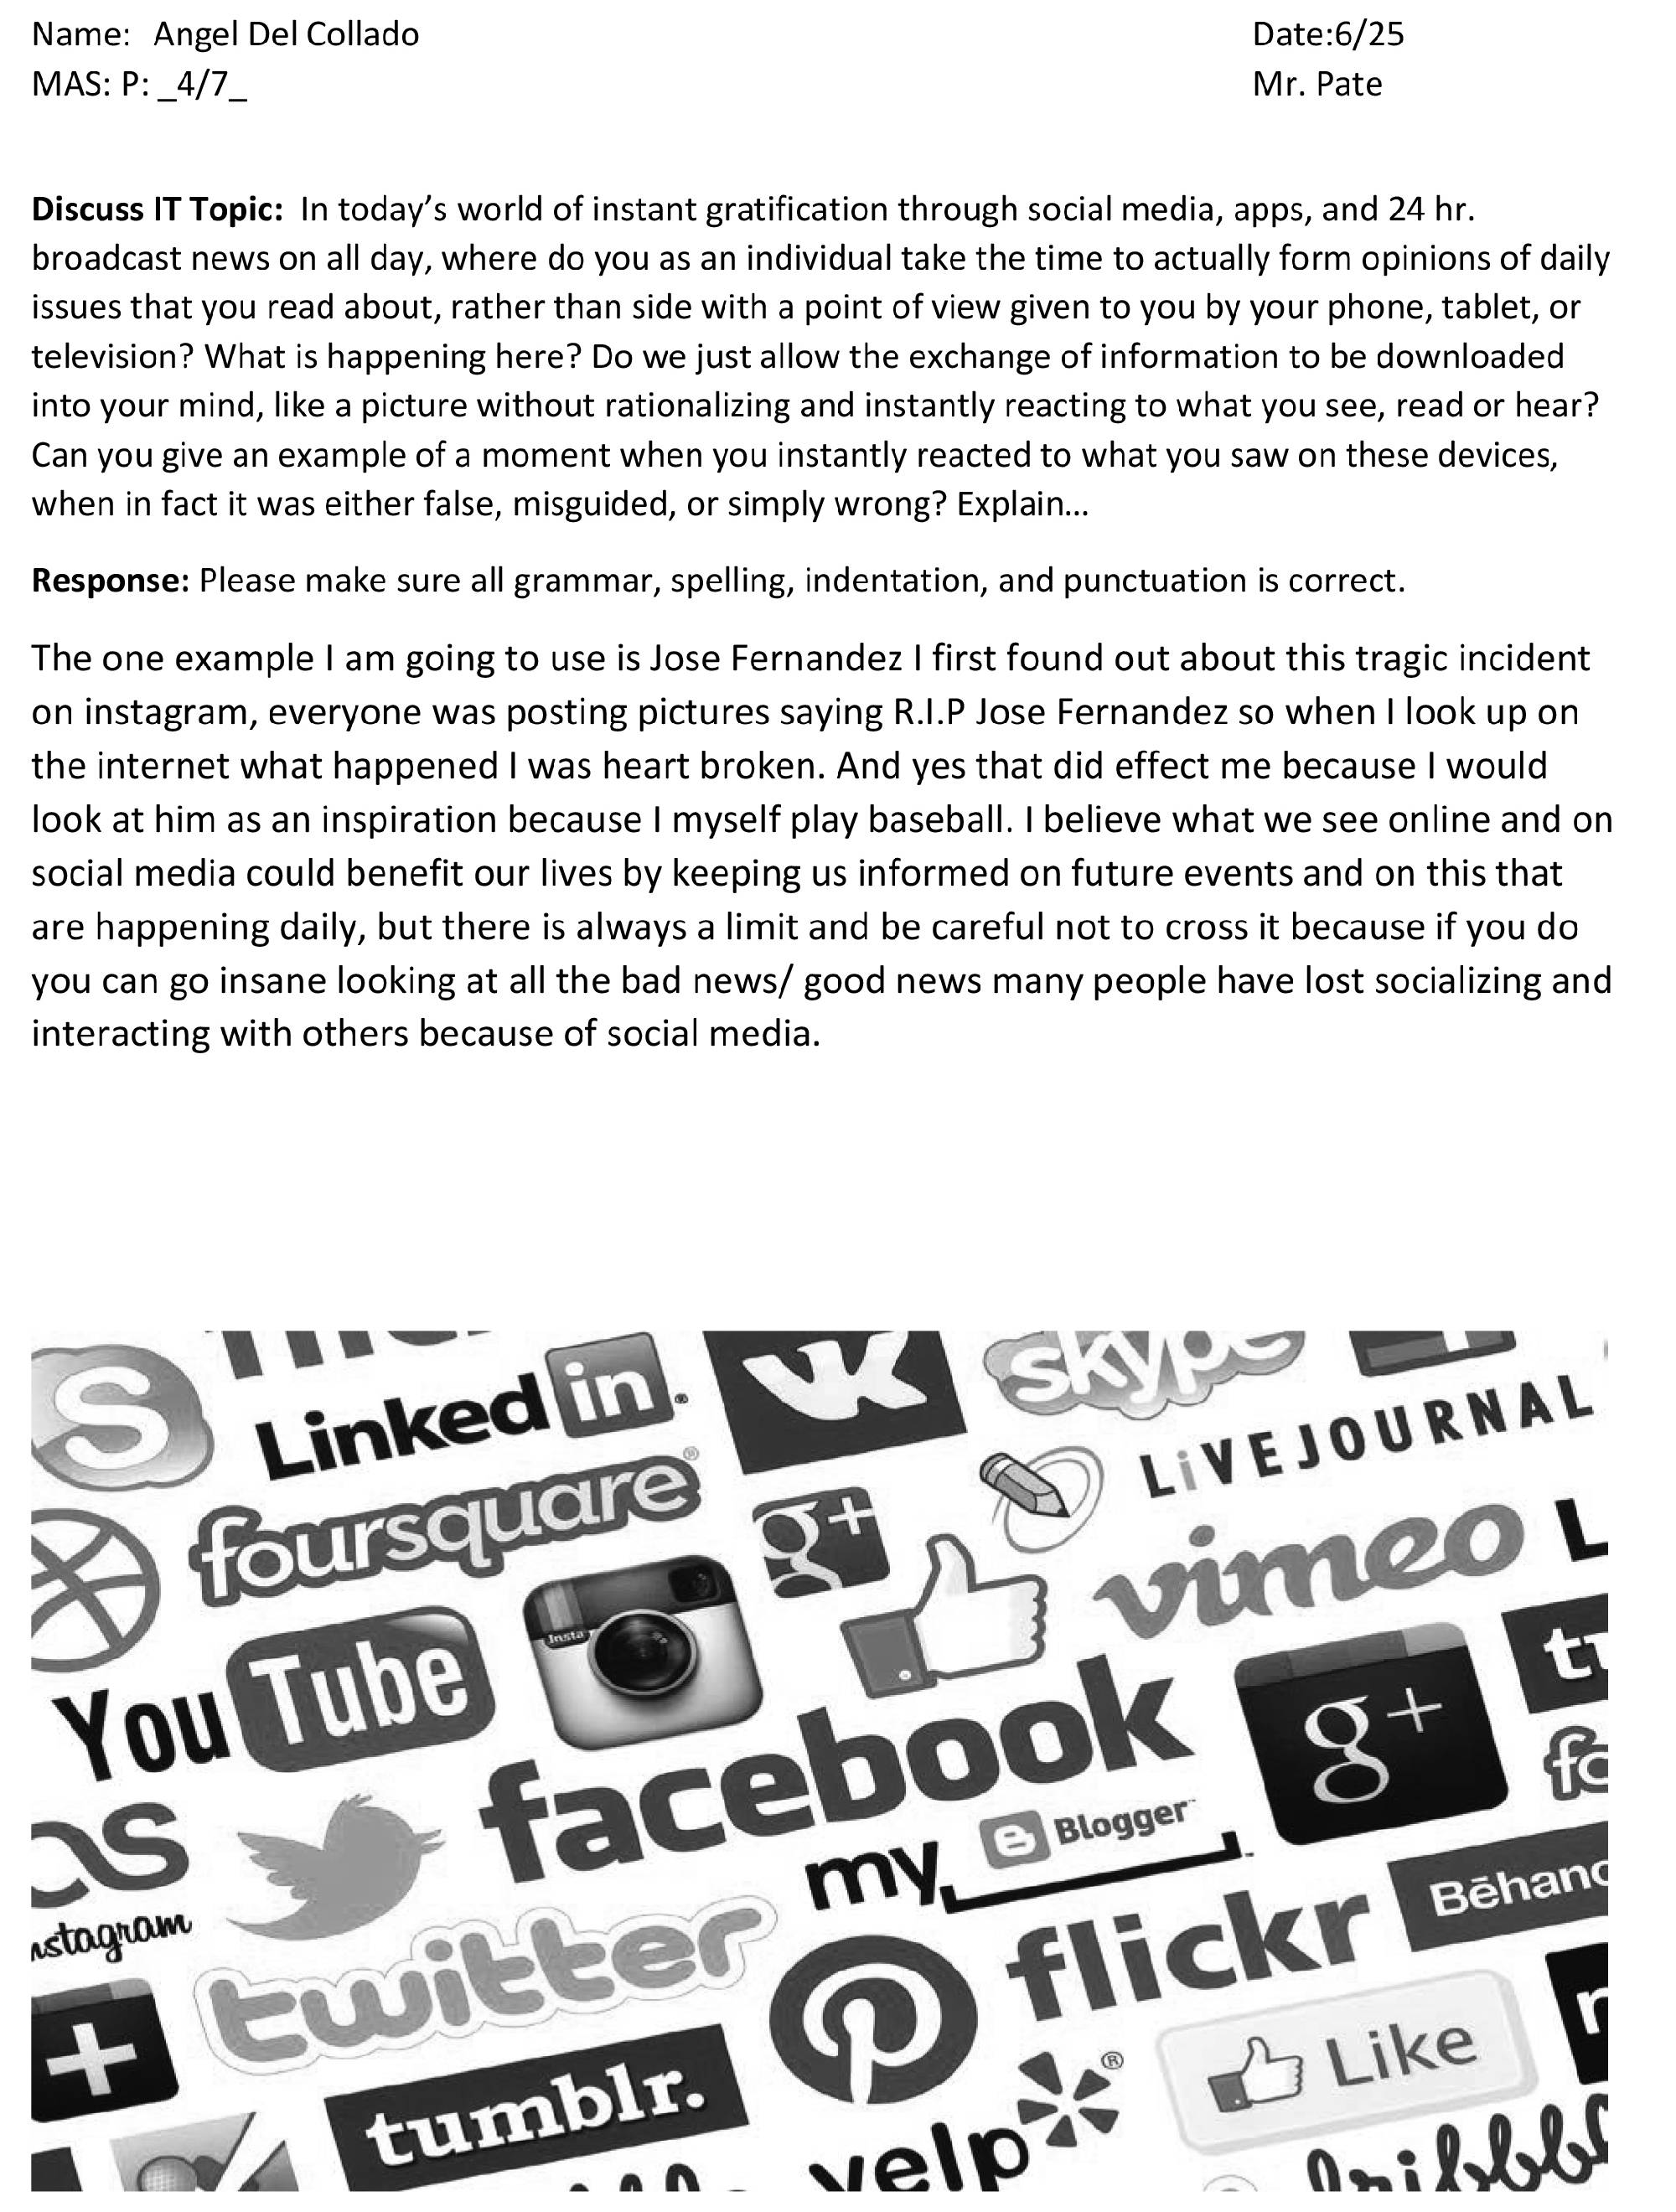 Name: Angel Del Collado Date:6/25
MAS: P: _4/7_ Mr. Pate
Discuss IT Topic: In today’s world of instant gratification through social media, apps, and 24 hr.
broadcast news on all day, where do you as an individual take the time to actually form opinions of daily
issues that you read about, rather than side with a point of view given to you by your phone, tablet, or
television? What is happening here? Do we just allow the exchange of information to be downloaded
into your mind, like a picture without rationalizing and instantly reacting to what you see, read or hear?
Can you give an example of a moment when you instantly reacted to what you saw on these devices,
when in fact it was either false, misguided, or simply wrong? Explain...
Response: Please make sure all grammar, spelling, indentation, and punctuation is correct.
The one example I am going to use is Jose Fernandez I first found out about this tragic incident
on instagram, everyone was posting pictures saying R.I.P Jose Fernandez so when I look up on
the internet what happened I was heart broken. And yes that did effect me because I would
look at him as an inspiration because I myself play baseball. I believe what we see online and on
social media could benefit our lives by keeping us informed on future events and on this that
are happening daily, but there is always a limit and be careful not to cross it because if you do
you can go insane looking at all the bad news/ good news many people have lost socializing and
interacting with others because of social media.
S
Linked in®
VK
skype
LiVEJOURNAL
foursquare®
g+
vimeo
L
YouTube
Insta
facebook
g+
t
fo
as
my
Blogger™
nstagram
twitter
flickr
Behanc
+
P
Like
tumblr.
yelp®